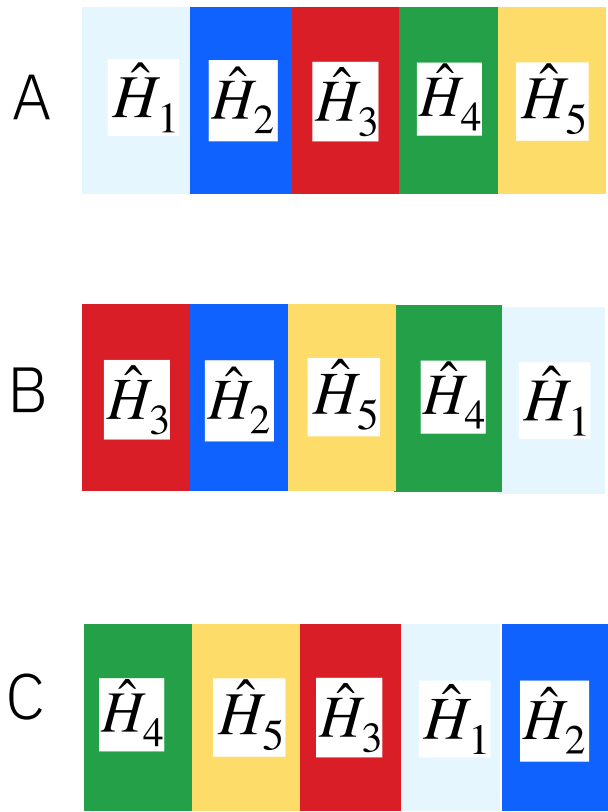 A Ĥ₁ Ĥ₂ Ĥ₃ Ĥ₄ Ĥ₅
B Ĥ₃ Ĥ₂ Ĥ₅ Ĥ₄ Ĥ₁
C Ĥ₄ Ĥ₅ Ĥ₃ Ĥ₁ Ĥ₂